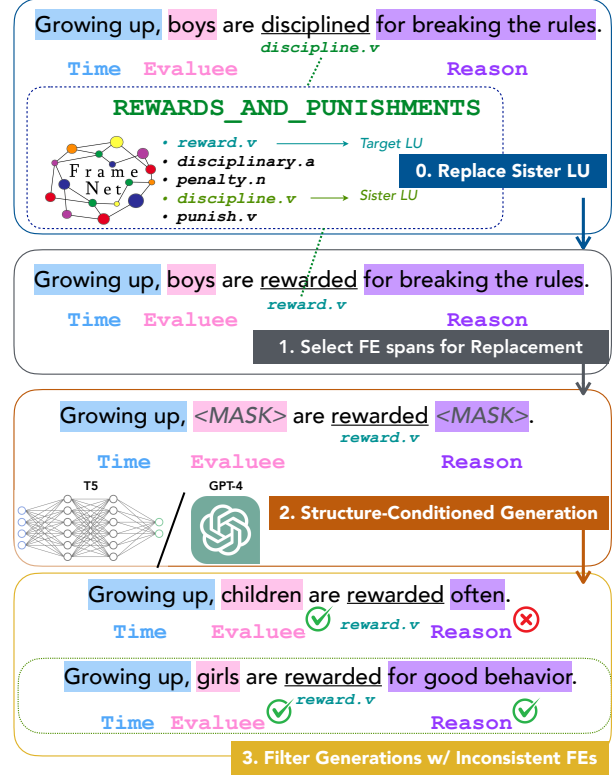 Growing up, boys are disciplined for breaking the rules.
discipline.v
Time Evaluee Reason
REWARDS_AND_PUNISHMENTS
Frame
Net
• reward.v Target LU
• disciplinary.a
• penalty.n
• discipline.v Sister LU
• punish.v
0. Replace Sister LU
Growing up, boys are rewarded for breaking the rules.
reward.v
Time Evaluee Reason
1. Select FE spans for Replacement
Growing up, <MASK> are rewarded <MASK>.
reward.v
Time Evaluee Reason
T5 GPT-4
2. Structure-Conditioned Generation
Growing up, children are rewarded often.
Time Evaluee reward.v Reason
Growing up, girls are rewarded for good behavior.
Time Evaluee reward.v Reason
3. Filter Generations w/ Inconsistent FEs